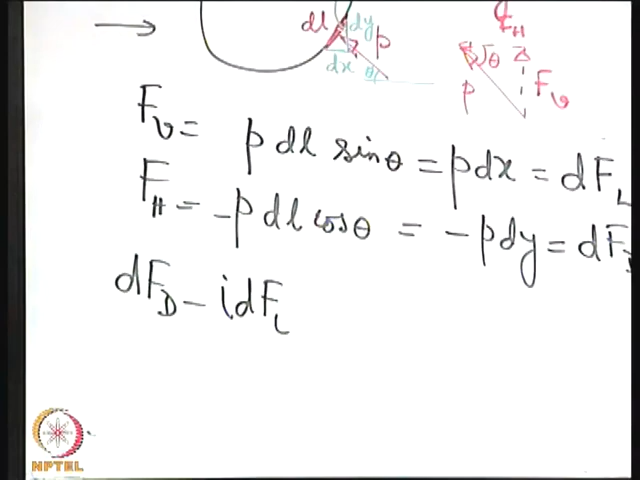 dl dy p
dx θ
F_H
θ
p F_v
F_v = p dl sinθ = p dx = dF_L
F_H = -p dl cosθ = -p dy = dF_D
dF_D - i dF_L
NPTEL